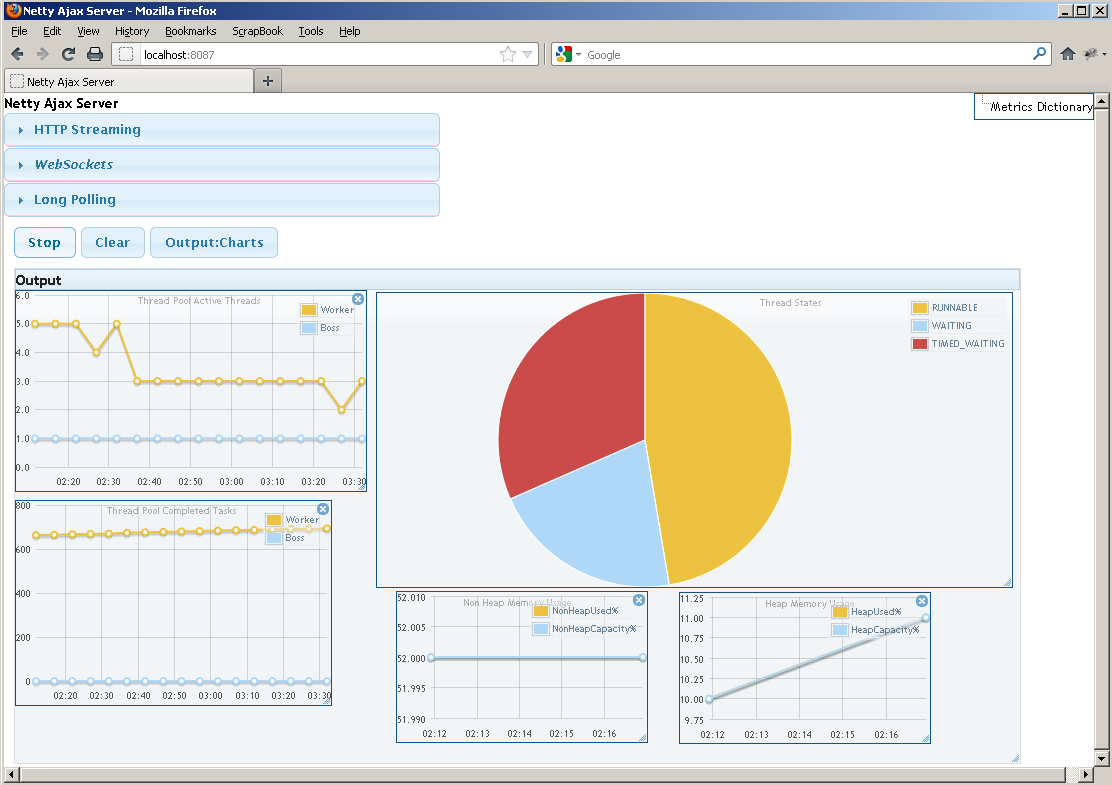 Netty Ajax Server - Mozilla Firefox
File Edit View History Bookmarks ScrapBook Tools Help
localhost:8087
Google
Netty Ajax Server
Netty Ajax Server
Metrics Dictionary
HTTP Streaming
WebSockets
Long Polling
Stop Clear Output:Charts
Output
Thread Pool Active Threads
Worker
Boss
6.0
5.0
4.0
3.0
2.0
1.0
0.0
02:20 02:30 02:40 02:50 03:00 03:10 03:20 03:30
Thread States
RUNNABLE
WAITING
TIMED_WAITING
Thread Pool Completed Tasks
Worker
Boss
800
600
400
200
0
02:20 02:30 02:40 02:50 03:00 03:10 03:20 03:30
Non Heap Memory Usage
NonHeapUsed%
NonHeapCapacity%
52.010
52.005
52.000
51.995
51.990
02:12 02:13 02:14 02:15 02:16
Heap Memory Usage
HeapUsed%
HeapCapacity%
11.25
11.00
10.75
10.50
10.25
10.00
9.75
02:12 02:13 02:14 02:15 02:16